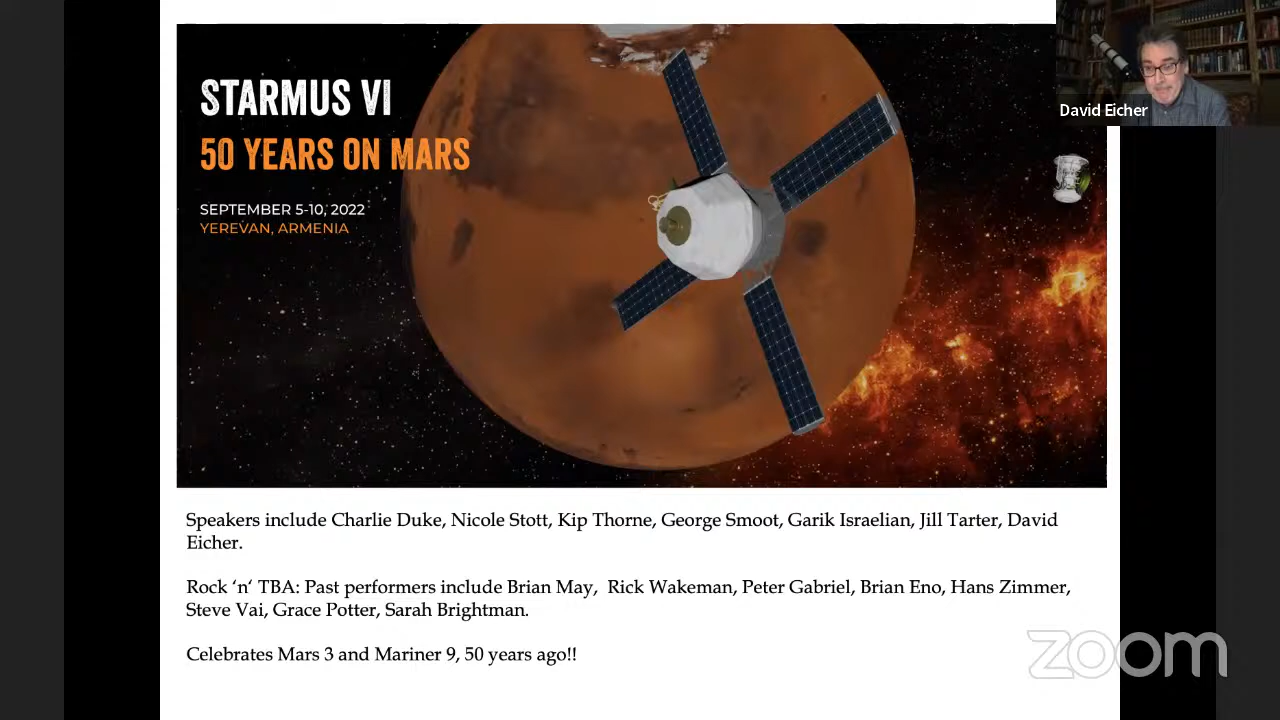 STARMUS VI
50 YEARS ON MARS
SEPTEMBER 5-10, 2022
YEREVAN, ARMENIA
David Eicher
Speakers include Charlie Duke, Nicole Stott, Kip Thorne, George Smoot, Garik Israelian, Jill Tarter, David
Eicher.
Rock ‘n‘ TBA: Past performers include Brian May,  Rick Wakeman, Peter Gabriel, Brian Eno, Hans Zimmer,
Steve Vai, Grace Potter, Sarah Brightman.
Celebrates Mars 3 and Mariner 9, 50 years ago!!
zoom